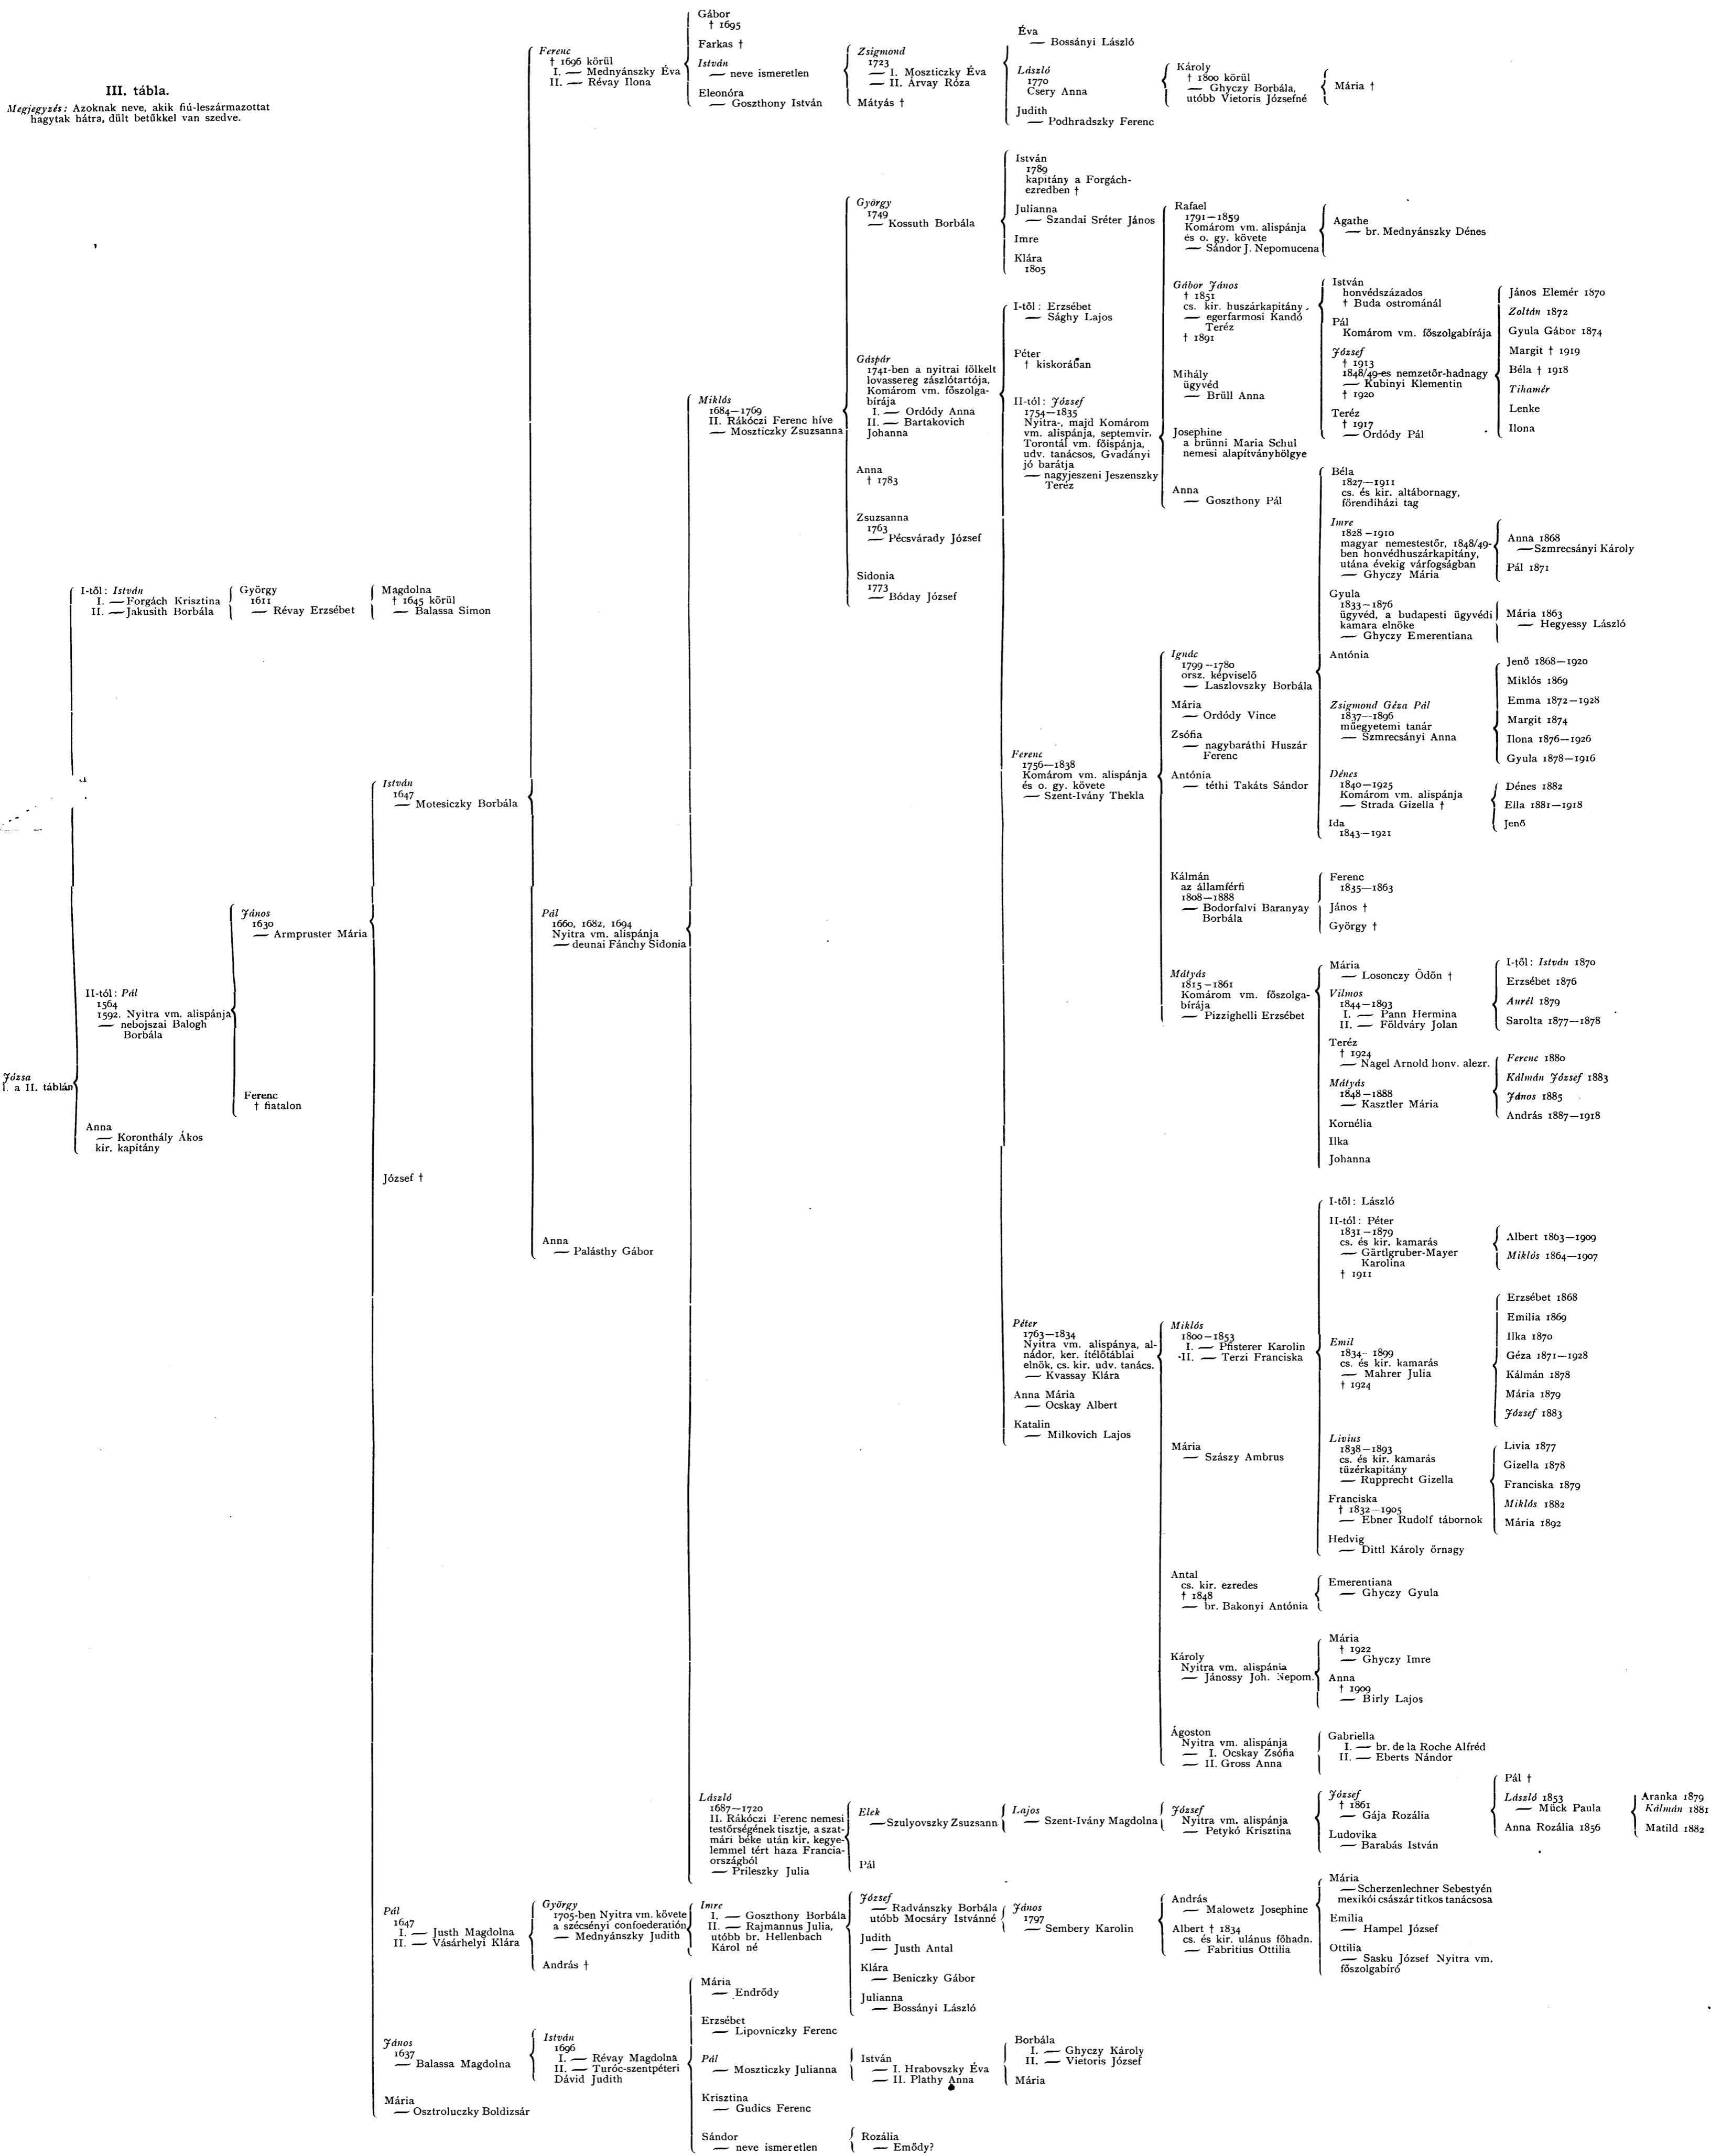 III. tábla.
Megjegyzés: Azoknak neve, akik fiú-leszármazottat
hagytak hátra, dült betűkkel van szedve.
Józsa
l. a II. táblán
I-től: István
I. — Forgách Krisztina
II. — Jakusith Borbála
II-tól: Pál
1564
1592. Nyitra vm. alispánja
— nebojszai Balogh
Borbála
Anna
— Koronthály Ákos
kir. kapitány
György
1611
— Révay Erzsébet
János
1630
— Armpruster Mária
Ferenc
† fiatalon
Magdolna
† 1645 körül
— Balassa Simon
István
1647
— Motesiczky Borbála
József †
Pál
1647
I. — Justh Magdolna
II. — Vásárhelyi Klára
János
1637
— Balassa Magdolna
Mária
— Osztroluczky Boldizsár
Ferenc
† 1696 körül
I. — Mednyánszky Éva
II. — Révay Ilona
Pál
1660, 1682, 1694
Nyitra vm. alispánja
— deunai Fánchy Sidonia
Anna
— Palásthy Gábor
György
1705-ben Nyitra vm. követe
a szécsényi confoederatión
— Mednyánszky Judith
András †
István
1696
I. — Révay Magdolna
II. — Turóc-szentpéteri
Dávid Judith
Gábor
† 1695
Farkas †
István
— neve ismeretlen
Eleonóra
— Goszthony István
Miklós
1684—1769
II. Rákóczi Ferenc híve
— Moszticzky Zsuzsanna
László
1687—1720
II. Rákóczi Ferenc nemesi
testőrségének tisztje, a szat-
mári béke után kir. kegye-
lemmel tért haza Francia-
országból
— Prileszky Julia
Imre
I. — Goszthony Borbála
II. — Rajmannus Julia,
utóbb br. Hellenbach
Károl né
Mária
— Endrődy
Erzsébet
— Lipovniczky Ferenc
Pál
— Moszticzky Julianna
Krisztina
— Gudics Ferenc
Sándor
— neve ismeretlen
Zsigmond
1723
— I. Moszticzky Éva
— II. Árvay Róza
Mátyás †
György
1749
— Kossuth Borbála
Gáspár
1741-ben a nyitrai fölkelt
lovassereg zászlótartója,
Komárom vm. főszolga-
bírája
I. — Ordódy Anna
II. — Bartakovich
Johanna
Anna
† 1783
Zsuzsanna
1763
— Pécsvárady József
Sidonia
1773
— Bóday József
Elek
— Szulyovszky Zsuzsann
Pál
József
— Radvánszky Borbála
utóbb Mocsáry Istvánné
Judith
— Justh Antal
Klára
— Beniczky Gábor
Julianna
— Bossányi László
István
— I. Hrabovszky Éva
— II. Plathy Anna
Rozália
— Emődy?
Éva
— Bossányi László
László
1770
Csery Anna
Judith
— Podhradszky Ferenc
István
1789
kapitány a Forgách-
ezredben †
Julianna
— Szandai Sréter János
Imre
Klára
1805
I-től: Erzsébet
— Sághy Lajos
Péter
† kiskorában
II-tól: József
1754—1835
Nyitra-, majd Komárom
vm. alispánja, septemvir.
Torontál vm. főispánja,
udv. tanácsos, Gvadányi
jó barátja
— nagyjeszeni Jeszenszky
Teréz
Ferenc
1756—1838
Komárom vm. alispánja
és o. gy. követe
— Szent-Ivány Thekla
Péter
1763—1834
Nyitra vm. alispánya, al-
nádor, ker. ítélőtáblai
elnök, cs. kir. udv. tanács.
— Kvassay Klára
Anna Mária
— Ocskay Albert
Katalin
— Milkovich Lajos
Lajos
— Szent-Ivány Magdolna
János
1797
— Sembery Karolin
Borbála
I. — Ghyczy Károly
II. — Vietoris József
Mária
Károly
† 1800 körül
— Ghyczy Borbála,
utóbb Vietoris Józsefné
Rafael
1791—1859
Komárom vm. alispánja
és o. gy. követe
— Sándor J. Nepomucena
Gábor János
† 1851
cs. kir. huszárkapitány
— egerfarmosi Kandó
Teréz
† 1891
Mihály
ügyvéd
— Brüll Anna
Josephine
a brünni Maria Schul
nemesi alapítványhölgye
Anna
— Goszthony Pál
Ignác
1799—1780
orsz. képviselő
— Laszlovszky Borbála
Mária
— Ordódy Vince
Zsófia
— nagybaráthi Huszár
Ferenc
Antónia
— téthi Takáts Sándor
Kálmán
az államférfi
1808—1888
— Bodorfalvi Baranyay
Borbála
Mátyás
1815—1861
Komárom vm. főszolga-
bírája
— Pizzighelli Erzsébet
Miklós
1800—1853
I. — Pfisterer Karolin
II. — Terzi Franciska
Mária
— Szászy Ambrus
Antal
cs. kir. ezredes
† 1848
— br. Bakonyi Antónia
Károly
Nyitra vm. alispánia
— Jánossy Joh. Nepom.
Ágoston
Nyitra vm. alispánja
— I. Ocskay Zsófia
— II. Gross Anna
József
Nyitra vm. alispánja
— Petykó Krisztina
András
— Malowetz Josephine
Albert † 1834
cs. és kir. ulánus főhadn.
— Fabritius Ottilia
Mária †
Agathe
— br. Mednyánszky Dénes
István
honvédszázados
† Buda ostrománál
Pál
Komárom vm. főszolgabírája
József
† 1913
1848/49-es nemzetőr-hadnagy
— Kubinyi Klementin
† 1920
Teréz
† 1917
— Ordódy Pál
Béla
1827—1911
cs. és kir. altábornagy,
főrendiházi tag
Imre
1828—1910
magyar nemestestőr, 1848/49-
ben honvédhuszárkapitány,
utána évekig várfogságban
— Ghyczy Mária
Gyula
1833—1876
ügyvéd, a budapesti ügyvédi
kamara elnöke
— Ghyczy Emerentiana
Antónia
Zsigmond Géza Pál
1837—1896
műegyetemi tanár
— Szmrecsányi Anna
Dénes
1840—1925
Komárom vm. alispánja
— Strada Gizella †
Ida
1843—1921
Ferenc
1835—1863
János †
György †
Mária
— Losonczy Ödön †
Vilmos
1844—1893
I. — Pann Hermina
II. — Földváry Jolan
Teréz
† 1924
— Nagel Arnold honv. alezr.
Mátyás
1848—1888
— Kasztler Mária
Kornélia
Ilka
Johanna
I-től: László
II-tól: Péter
1831—1879
cs. és kir. kamarás
— Gärtlgruber-Mayer
Karolina
† 1911
Emil
1834—1899
cs. és kir. kamarás
— Mahrer Julia
† 1924
Livius
1838—1893
cs. és kir. kamarás
tüzérkapitány
— Rupprecht Gizella
Franciska
† 1832—1905
— Ebner Rudolf tábornok
Hedvig
— Dittl Károly őrnagy
Emerentiana
— Ghyczy Gyula
Mária
† 1922
— Ghyczy Imre
Anna
† 1909
— Birly Lajos
Gabriella
I. — br. de la Roche Alfréd
II. — Eberts Nándor
József
† 1861
— Gája Rozália
Ludovika
— Barabás István
Mária
— Scherzenlechner Sebestyén
mexikói császár titkos tanácsosa
Emilia
— Hampel József
Ottilia
— Sasku József Nyitra vm.
főszolgabíró
János Elemér 1870
Zoltán 1872
Gyula Gábor 1874
Margit † 1919
Béla † 1918
Tihamér
Lenke
Ilona
Anna 1868
— Szmrecsányi Károly
Pál 1871
Mária 1863
— Hegyessy László
Jenő 1868—1920
Miklós 1869
Emma 1872—1928
Margit 1874
Ilona 1876—1926
Gyula 1878—1916
Dénes 1882
Ella 1881—1918
Jenő
I-től: István 1870
Erzsébet 1876
Aurél 1879
Sarolta 1877—1878
Ferenc 1880
Kálmán József 1883
János 1885
András 1887—1918
Albert 1863—1909
Miklós 1864—1907
Erzsébet 1868
Emilia 1869
Ilka 1870
Géza 1871—1928
Kálmán 1878
Mária 1879
József 1883
Livia 1877
Gizella 1878
Franciska 1879
Miklós 1882
Mária 1892
Pál †
László 1853
— Mück Paula
Anna Rozália 1856
Aranka 1879
Kálmán 1881
Matild 1882